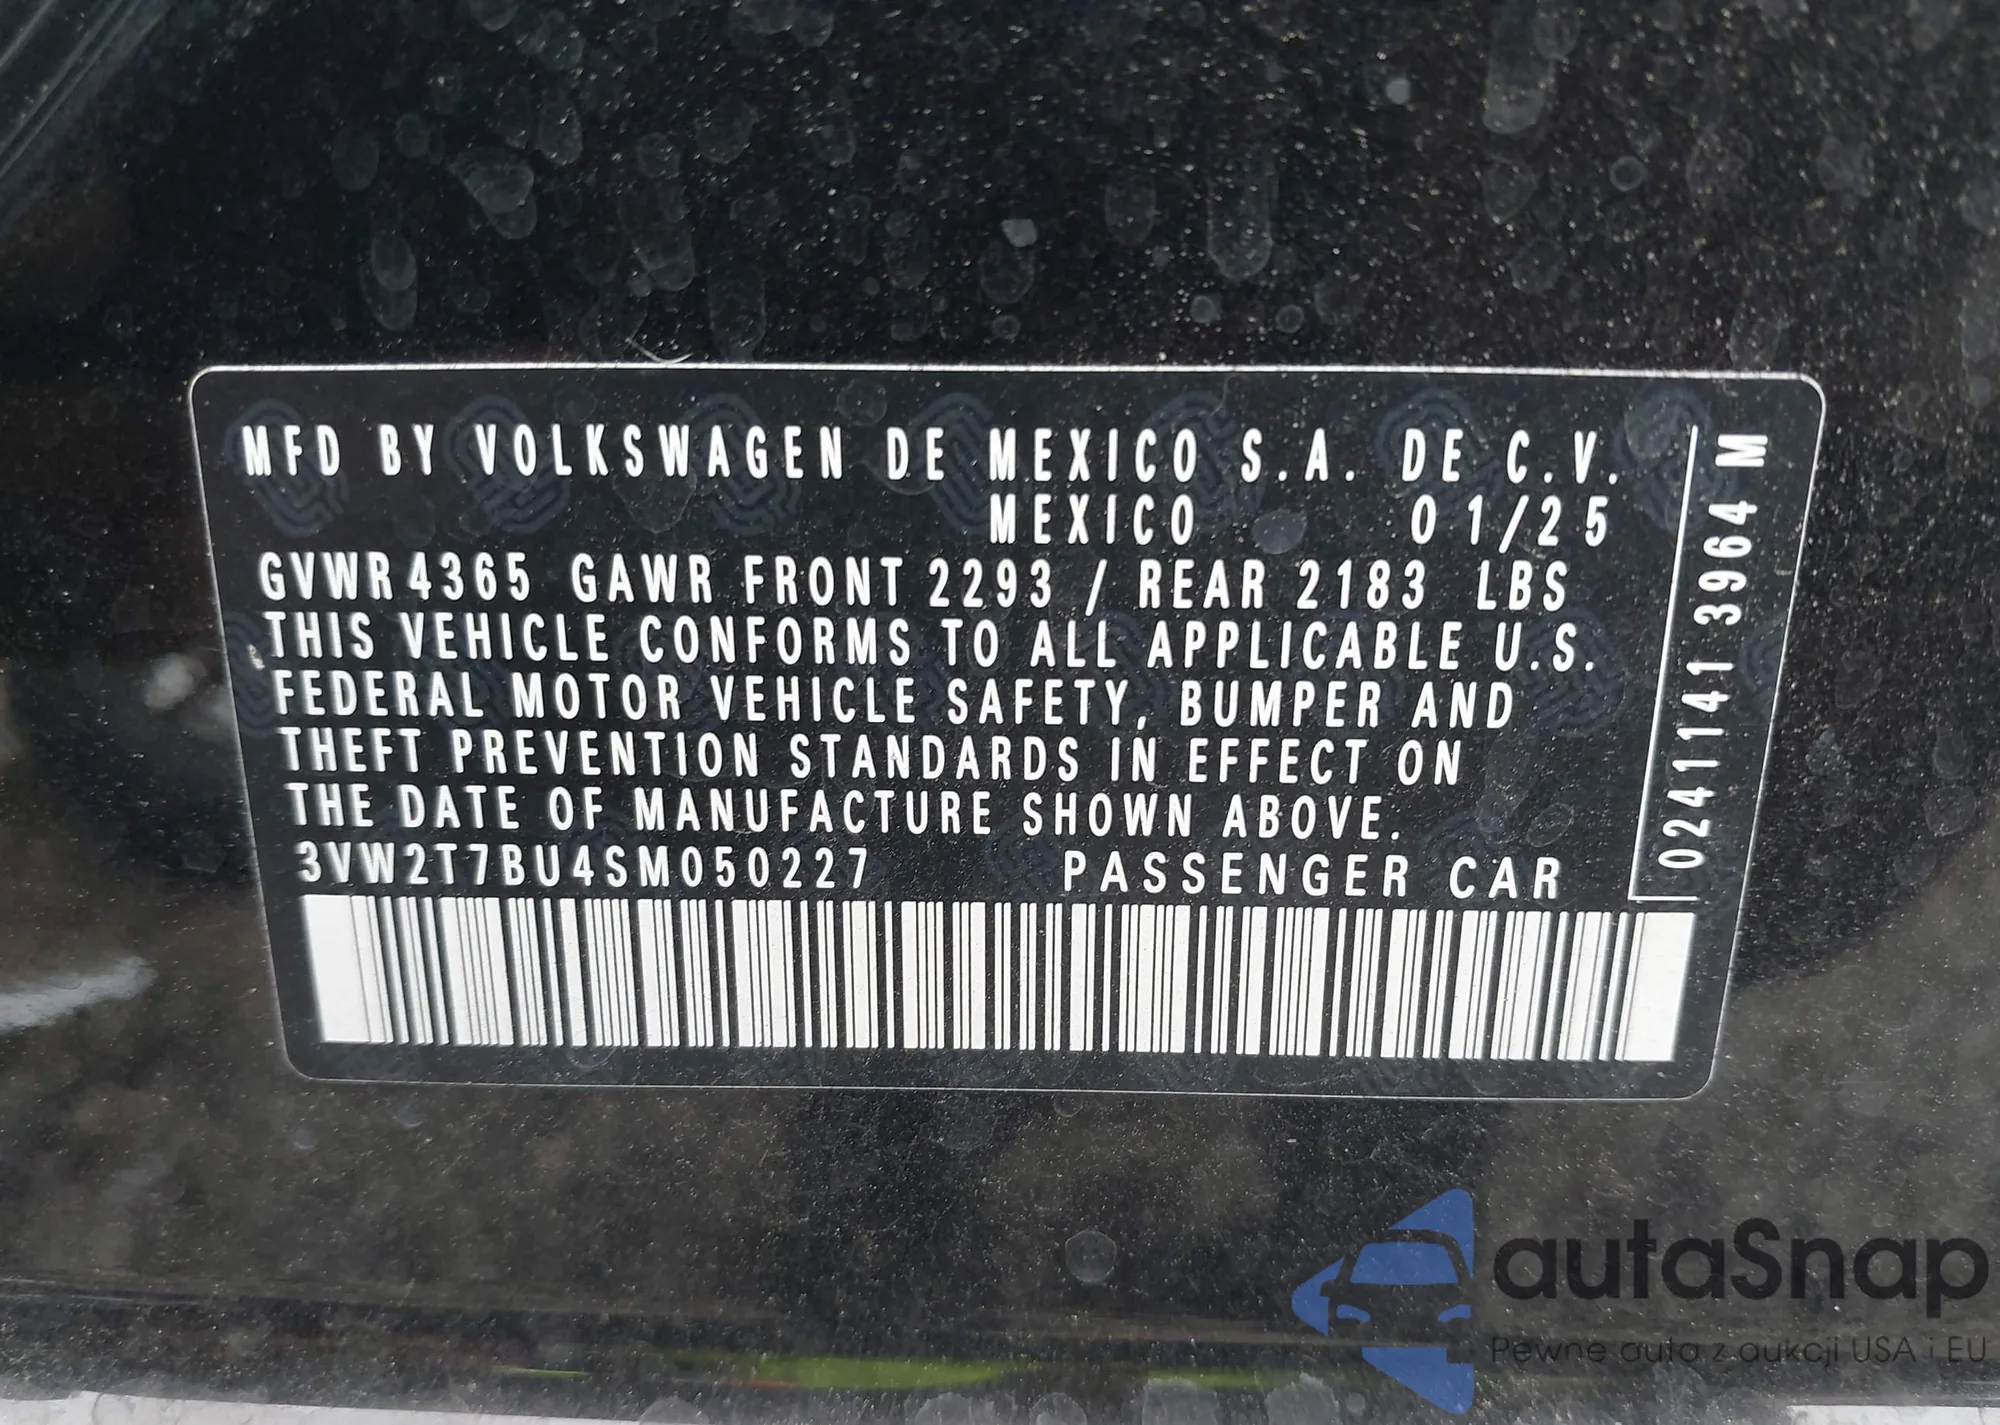 MFD BY VOLKSWAGEN DE MEXICO S.A. DE C.V.
MEXICO 01/25
GVWR 4365 GAWR FRONT 2293 / REAR 2183 LBS
THIS VEHICLE CONFORMS TO ALL APPLICABLE U.S.
FEDERAL MOTOR VEHICLE SAFETY, BUMPER AND
THEFT PREVENTION STANDARDS IN EFFECT ON
THE DATE OF MANUFACTURE SHOWN ABOVE.
3VW2T7BU4SM050227 PASSENGER CAR
0241141 3964 M
autaSnap
Pewne auta z aukcji USA i EU